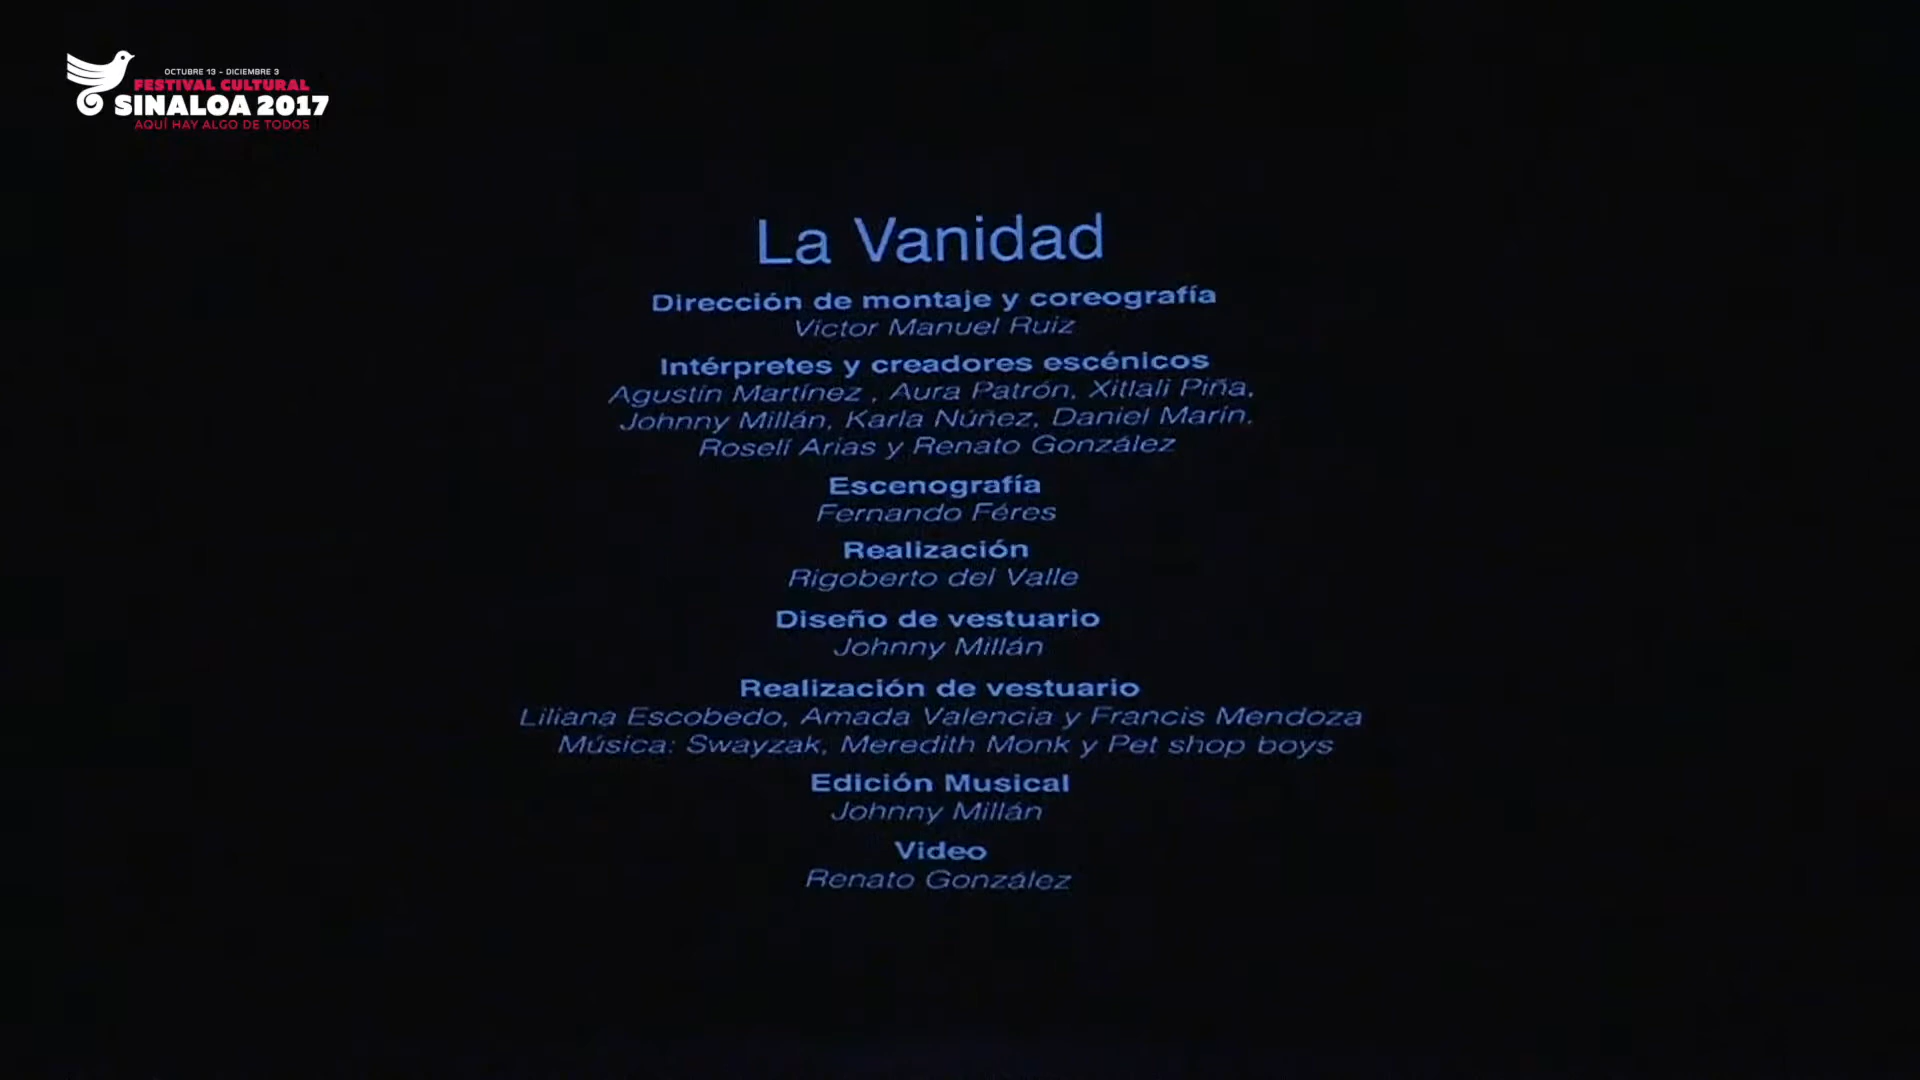 OCTUBRE 13 - DICIEMBRE 3
FESTIVAL CULTURAL
SINALOA 2017
AQUÍ HAY ALGO DE TODOS
La Vanidad
Dirección de montaje y coreografía
Víctor Manuel Ruiz
Intérpretes y creadores escénicos
Agustín Martínez , Aura Patrón, Xitlali Piña,
Johnny Millán, Karla Núñez, Daniel Marín,
Roselí Arias y Renato González
Escenografía
Fernando Féres
Realización
Rigoberto del Valle
Diseño de vestuario
Johnny Millán
Realización de vestuario
Liliana Escobedo, Amada Valencia y Francis Mendoza
Música: Swayzak, Meredith Monk y Pet shop boys
Edición Musical
Johnny Millán
Video
Renato González